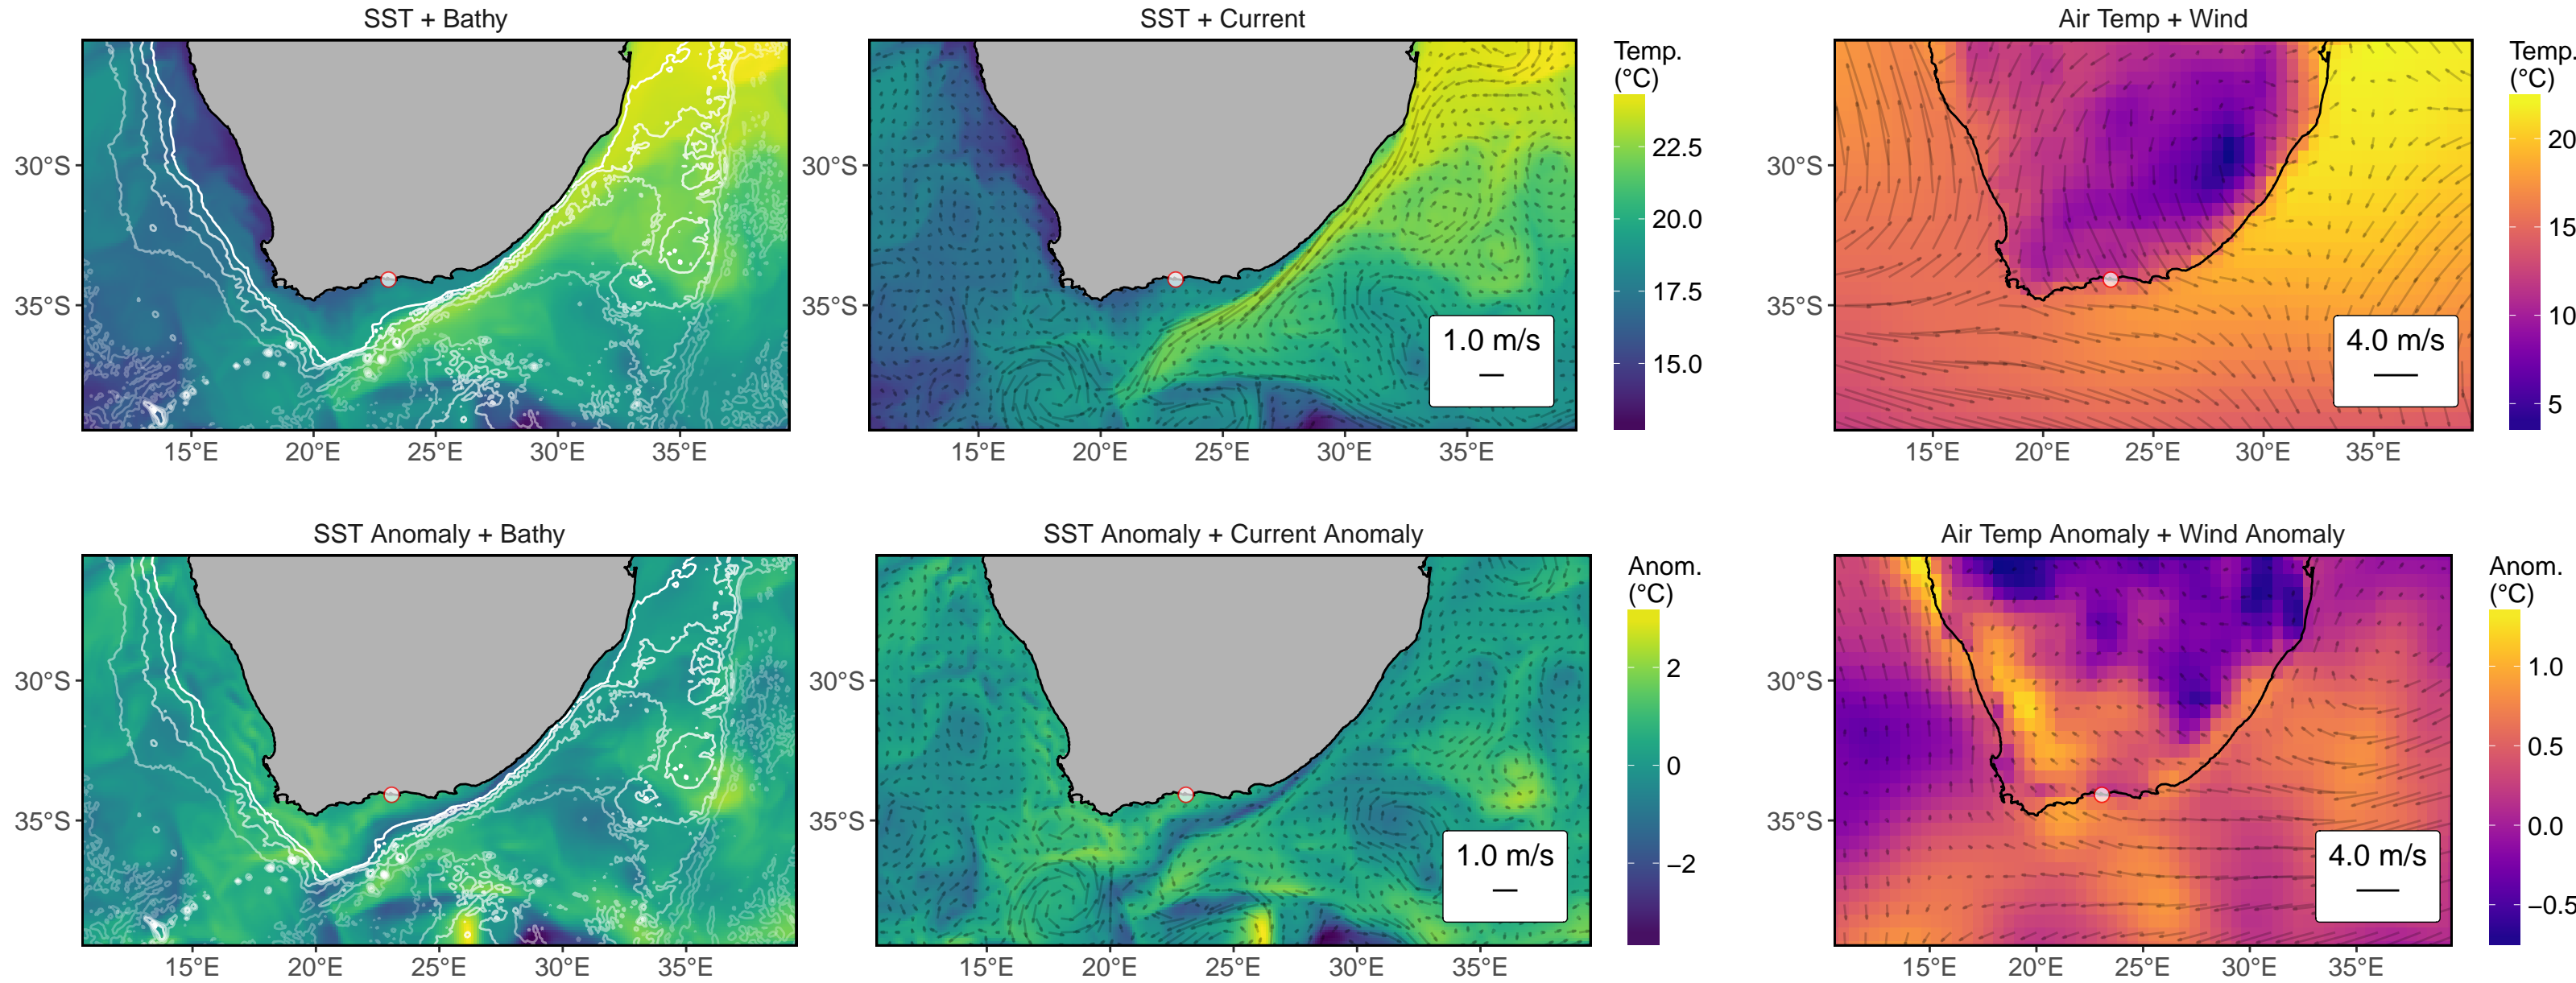 SST + Bathy
SST + Current
Air Temp + Wind
30°S
35°S
15°E 20°E 25°E 30°E 35°E
30°S
35°S
15°E 20°E 25°E 30°E 35°E
1.0 m/s
Temp.
(°C)
22.5
20.0
17.5
15.0
30°S
35°S
15°E 20°E 25°E 30°E 35°E
4.0 m/s
Temp.
(°C)
20
15
10
5
SST Anomaly + Bathy
SST Anomaly + Current Anomaly
Air Temp Anomaly + Wind Anomaly
30°S
35°S
15°E 20°E 25°E 30°E 35°E
30°S
35°S
15°E 20°E 25°E 30°E 35°E
1.0 m/s
Anom.
(°C)
2
0
−2
30°S
35°S
15°E 20°E 25°E 30°E 35°E
4.0 m/s
Anom.
(°C)
1.0
0.5
0.0
−0.5